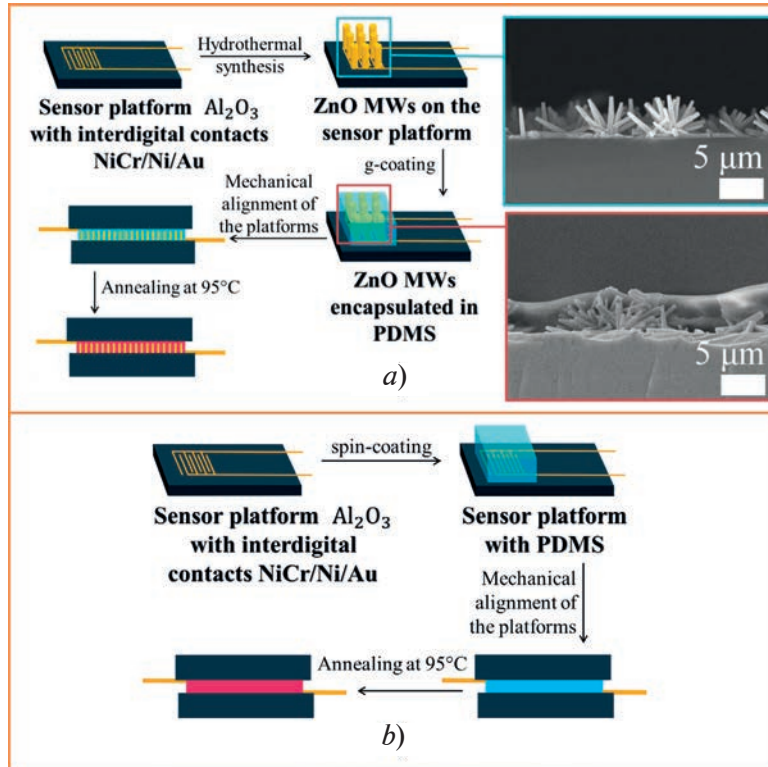 Hydrothermal
synthesis
Sensor platform Al₂O₃
with interdigital contacts
NiCr/Ni/Au
ZnO MWs on the
sensor platform
5 μm
g-coating
Mechanical
alignment of
the platforms
Annealing at 95°C
ZnO MWs
encapsulated in
PDMS
5 μm
a)
spin-coating
Sensor platform Al₂O₃
with interdigital
contacts NiCr/Ni/Au
Sensor platform
with PDMS
Mechanical
alignment of
the platforms
Annealing at 95°C
b)